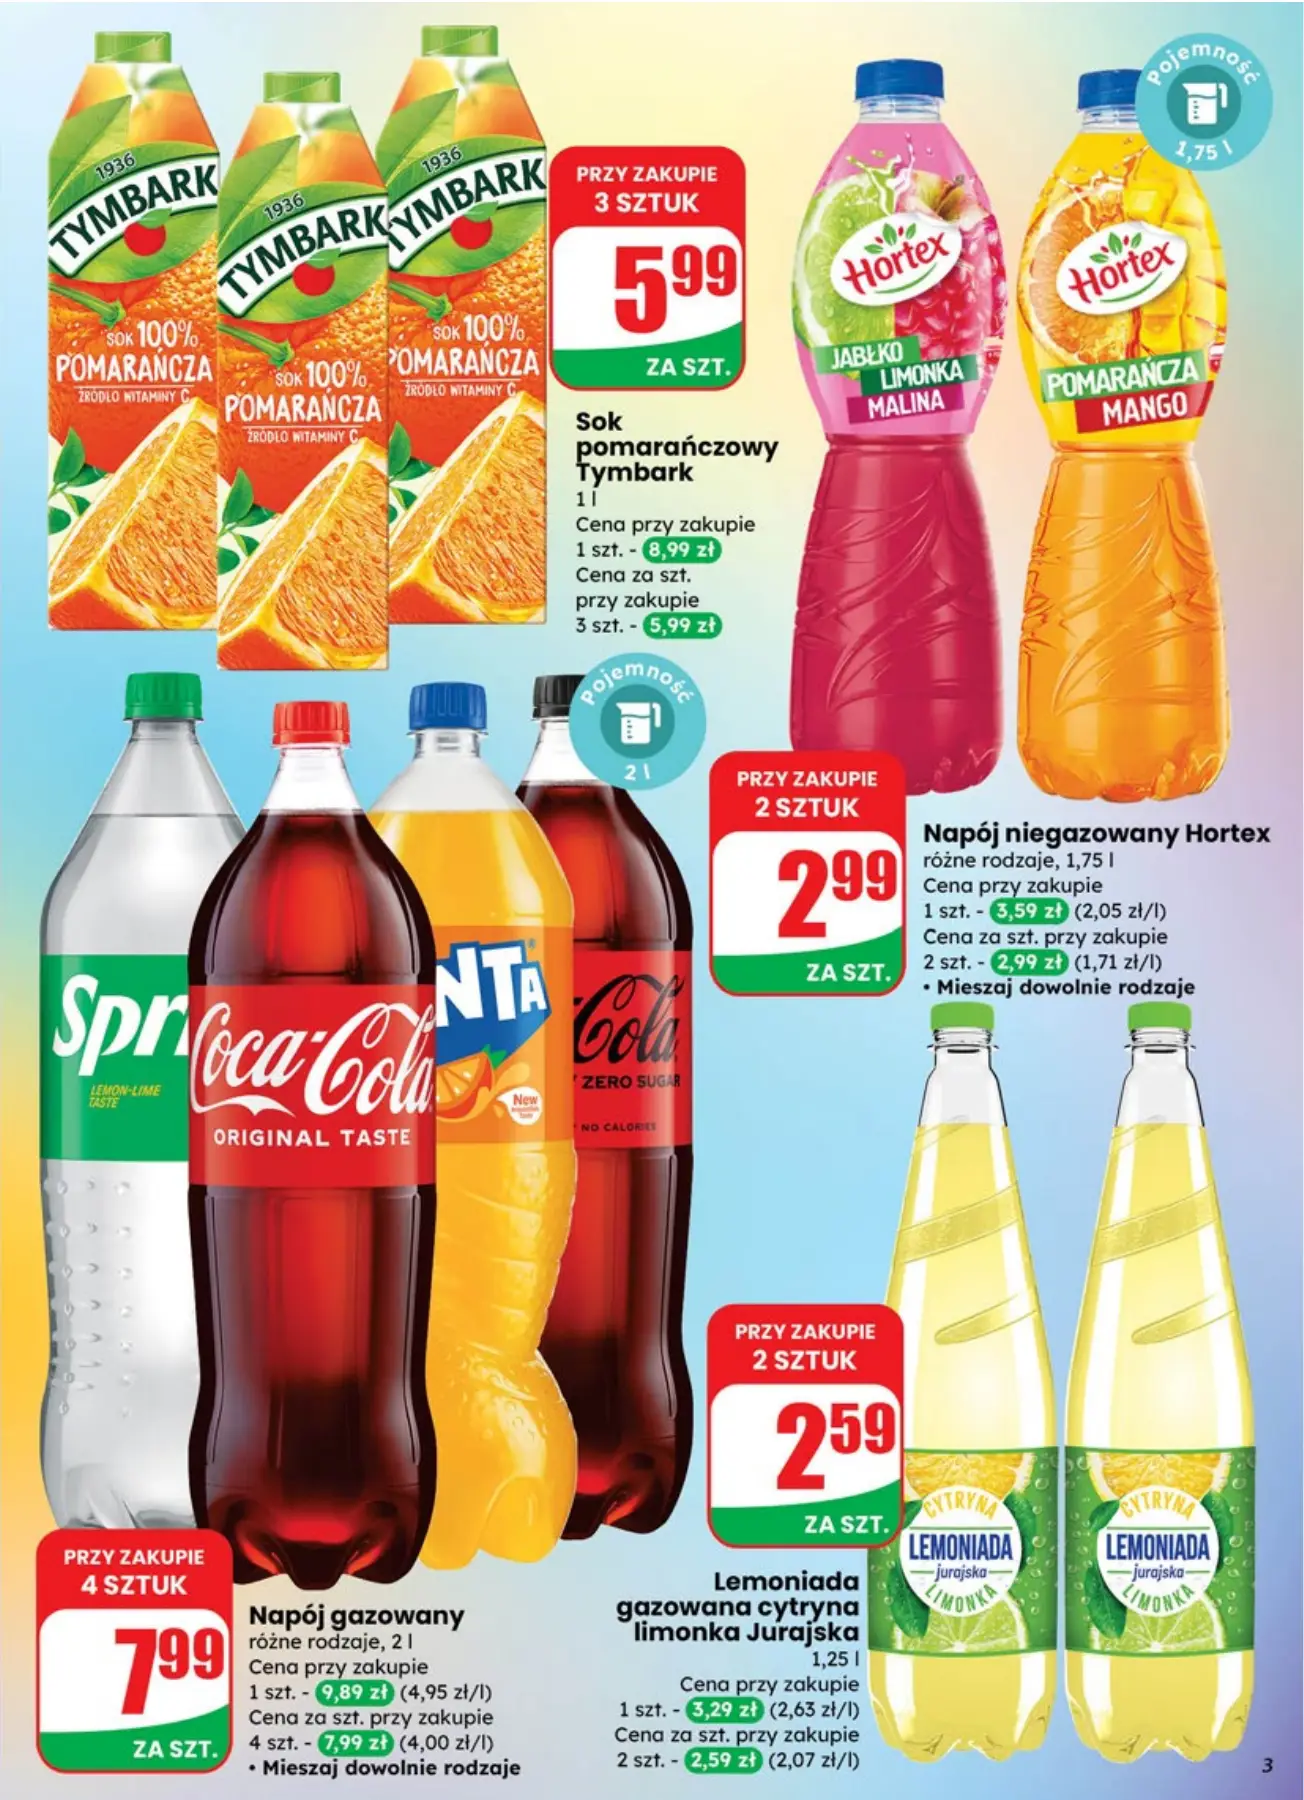 1936
TYMBARK
SOK 100%
POMARAŃCZA
ŹRÓDŁO WITAMINY C
1936
TYMBARK
SOK 100%
POMARAŃCZA
ŹRÓDŁO WITAMINY C
1936
TYMBARK
SOK 100%
POMARAŃCZA
ŹRÓDŁO WITAMINY C
PRZY ZAKUPIE
3 SZTUK
5 99
ZA SZT.
Sok
pomarańczowy
Tymbark
1 l
Cena przy zakupie
1 szt. - 8,99 zł
Cena za szt.
przy zakupie
3 szt. - 5,99 zł
Hortex
JABŁKO
LIMONKA
MALINA
Hortex
POMARAŃCZA
MANGO
Pojemność
1,75 l
PRZY ZAKUPIE
2 SZTUK
2 99
ZA SZT.
Napój niegazowany Hortex
różne rodzaje, 1,75 l
Cena przy zakupie
1 szt. - 3,59 zł (2,05 zł/l)
Cena za szt. przy zakupie
2 szt. - 2,99 zł (1,71 zł/l)
• Mieszaj dowolnie rodzaje
Pojemność
2 l
Spr
LEMON-LIME
TASTE
Coca-Cola
ORIGINAL TASTE
NTA
New
Cola
ZERO SUGAR
NO CALORIES
PRZY ZAKUPIE
4 SZTUK
7 99
ZA SZT.
Napój gazowany
różne rodzaje, 2 l
Cena przy zakupie
1 szt. - 9,89 zł (4,95 zł/l)
Cena za szt. przy zakupie
4 szt. - 7,99 zł (4,00 zł/l)
• Mieszaj dowolnie rodzaje
PRZY ZAKUPIE
2 SZTUK
2 59
ZA SZT.
Lemoniada
gazowana cytryna
limonka Jurajska
1,25 l
Cena przy zakupie
1 szt. - 3,29 zł (2,63 zł/l)
Cena za szt. przy zakupie
2 szt. - 2,59 zł (2,07 zł/l)
CYTRYNA
LEMONIADA
jurajska
LIMONKA
CYTRYNA
LEMONIADA
jurajska
LIMONKA
3